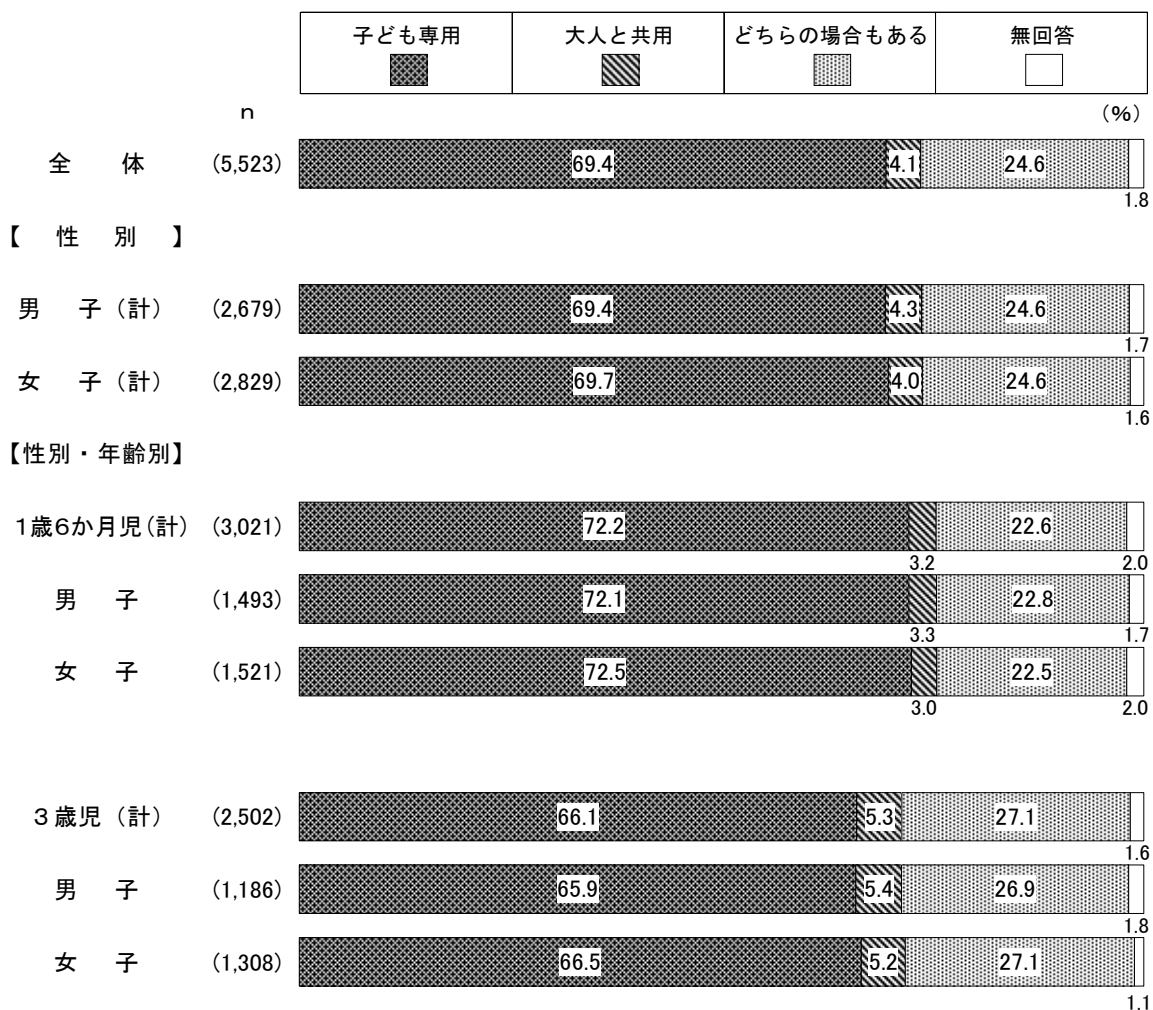 子ども専用 大人と共用 どちらの場合もある 無回答
n (%)
全 体 (5,523) 69.4 4.1 24.6
1.8
【 性 別 】
男 子(計) (2,679) 69.4 4.3 24.6
1.7
女 子(計) (2,829) 69.7 4.0 24.6
1.6
【性別・年齢別】
1歳6か月児(計) (3,021) 72.2 22.6
3.2 2.0
男 子 (1,493) 72.1 22.8
3.3 1.7
女 子 (1,521) 72.5 22.5
3.0 2.0
3歳児(計) (2,502) 66.1 5.3 27.1
1.6
男 子 (1,186) 65.9 5.4 26.9
1.8
女 子 (1,308) 66.5 5.2 27.1
1.1